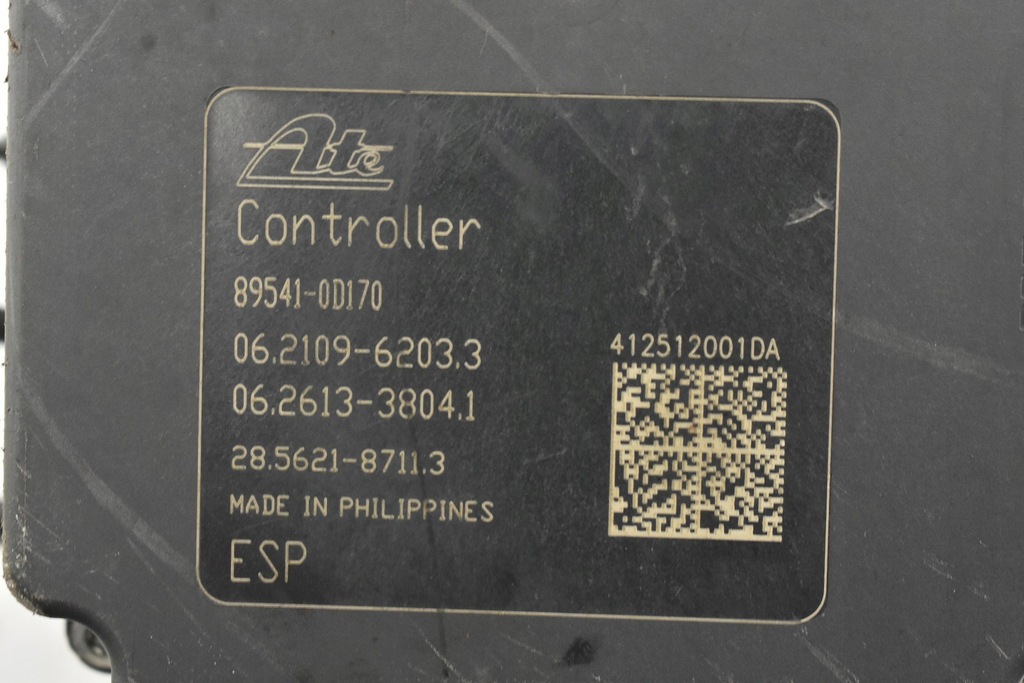 Ate
Controller
89541-0D170
06.2109-6203.3
06.2613-3804.1
28.5621-8711.3
MADE IN PHILIPPINES
ESP
412512001DA